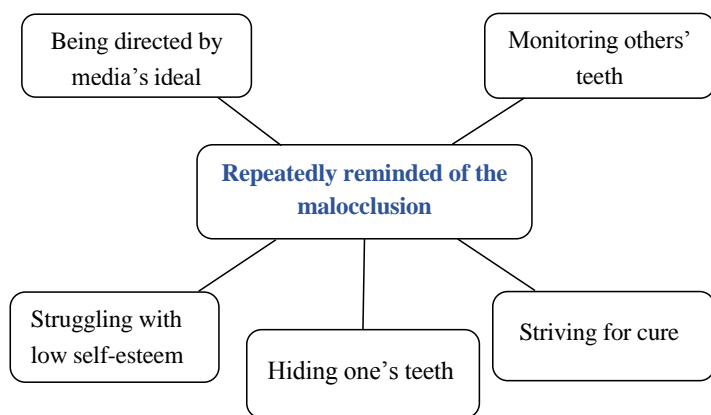 Being directed by
media’s ideal
Monitoring others’
teeth
Repeatedly reminded of the
malocclusion
Struggling with
low self-esteem
Hiding one’s teeth
Striving for cure